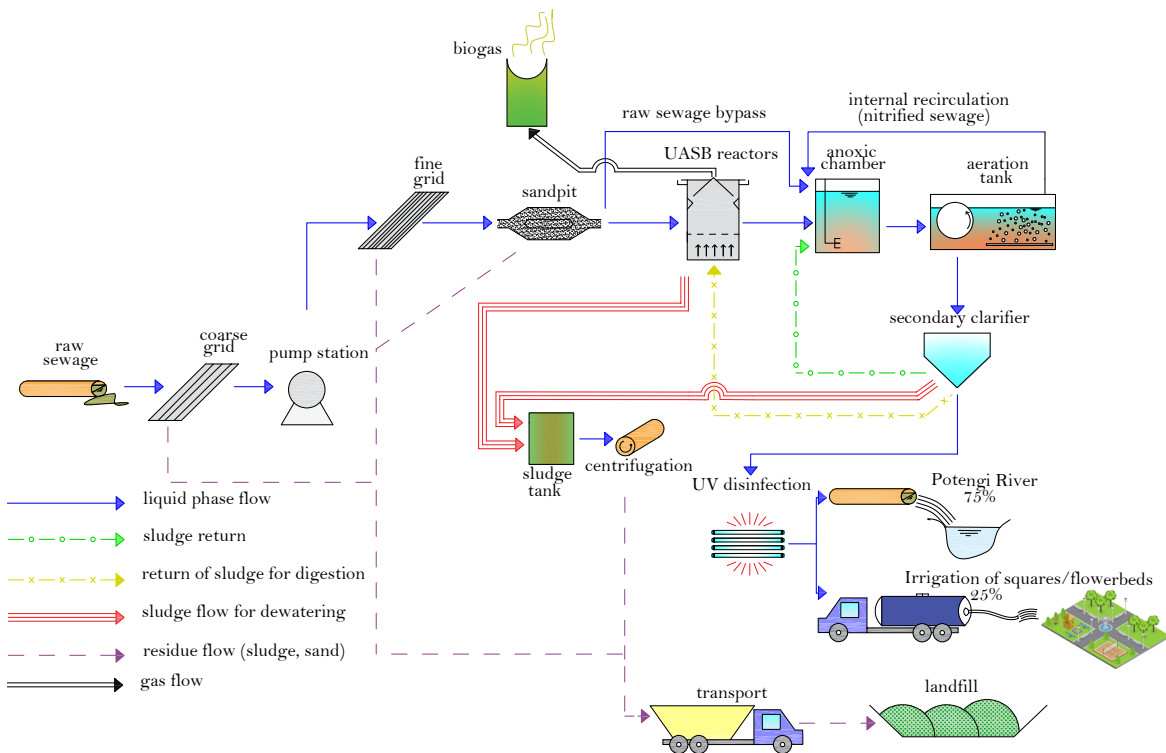 biogas
raw sewage bypass
internal recirculation
(nitrified sewage)
UASB reactors
anoxic
chamber
aeration
tank
fine
grid
sandpit
secondary clarifier
raw
sewage
coarse
grid
pump station
sludge
tank
centrifugation
UV disinfection
Potengi River
75%
Irrigation of squares/flowerbeds
25%
liquid phase flow
sludge return
return of sludge for digestion
sludge flow for dewatering
residue flow (sludge, sand)
gas flow
transport
landfill